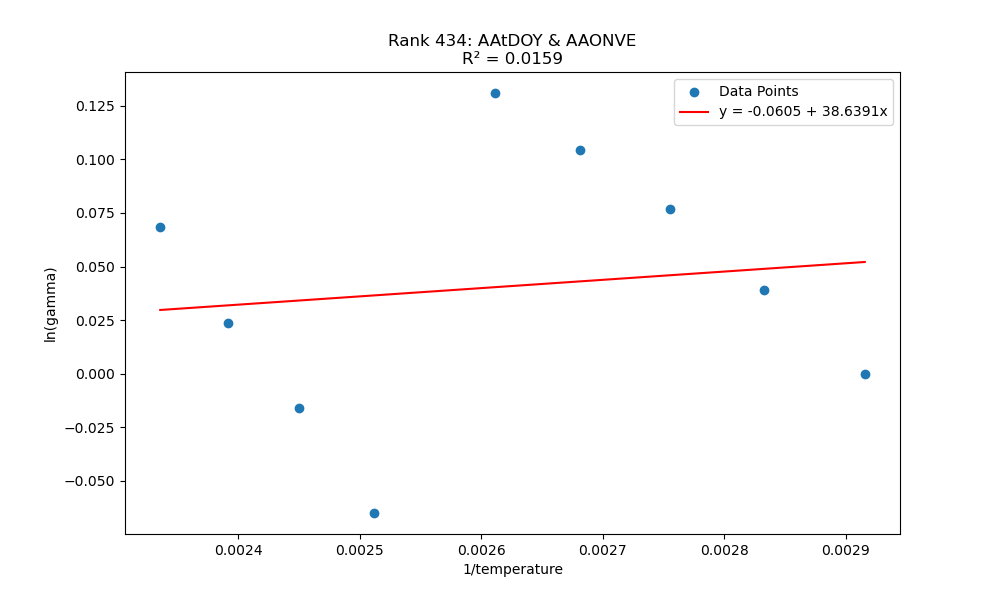 Rank 434: AAtDOY & AAONVE
R² = 0.0159
Data Points
y = -0.0605 + 38.6391x
ln(gamma)
0.125
0.100
0.075
0.050
0.025
0.000
−0.025
−0.050
0.0024 0.0025 0.0026 0.0027 0.0028 0.0029
1/temperature